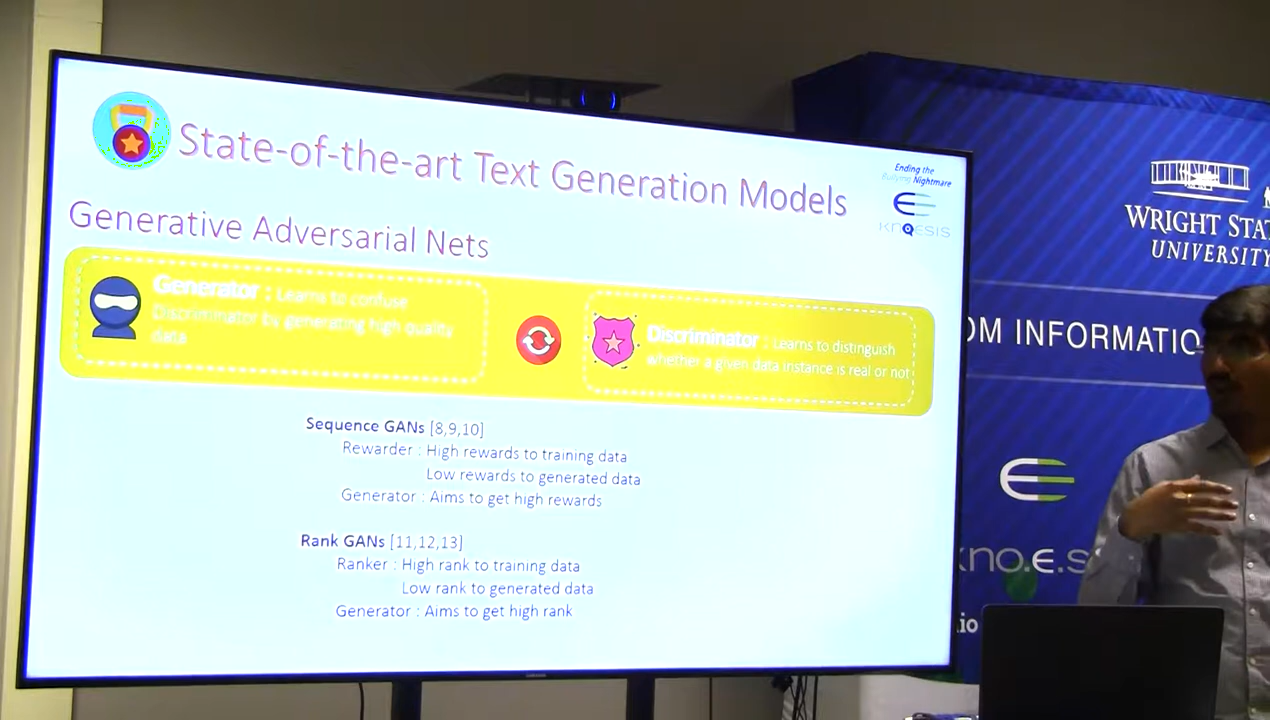 State-of-the-art Text Generation Models
Ending the
Bullying Nightmare
KNOESIS
Generative Adversarial Nets
Generator : Learns to confuse
Discriminator by generating high quality
data
Discriminator : Learns to distinguish
whether a given data instance is real or not
Sequence GANs [8,9,10]
Rewarder : High rewards to training data
Low rewards to generated data
Generator : Aims to get high rewards
Rank GANs [11,12,13]
Ranker : High rank to training data
Low rank to generated data
Generator : Aims to get high rank
WRIGHT STA
UNIVERSITY
OM INFORMATIO
kno.e.s
io